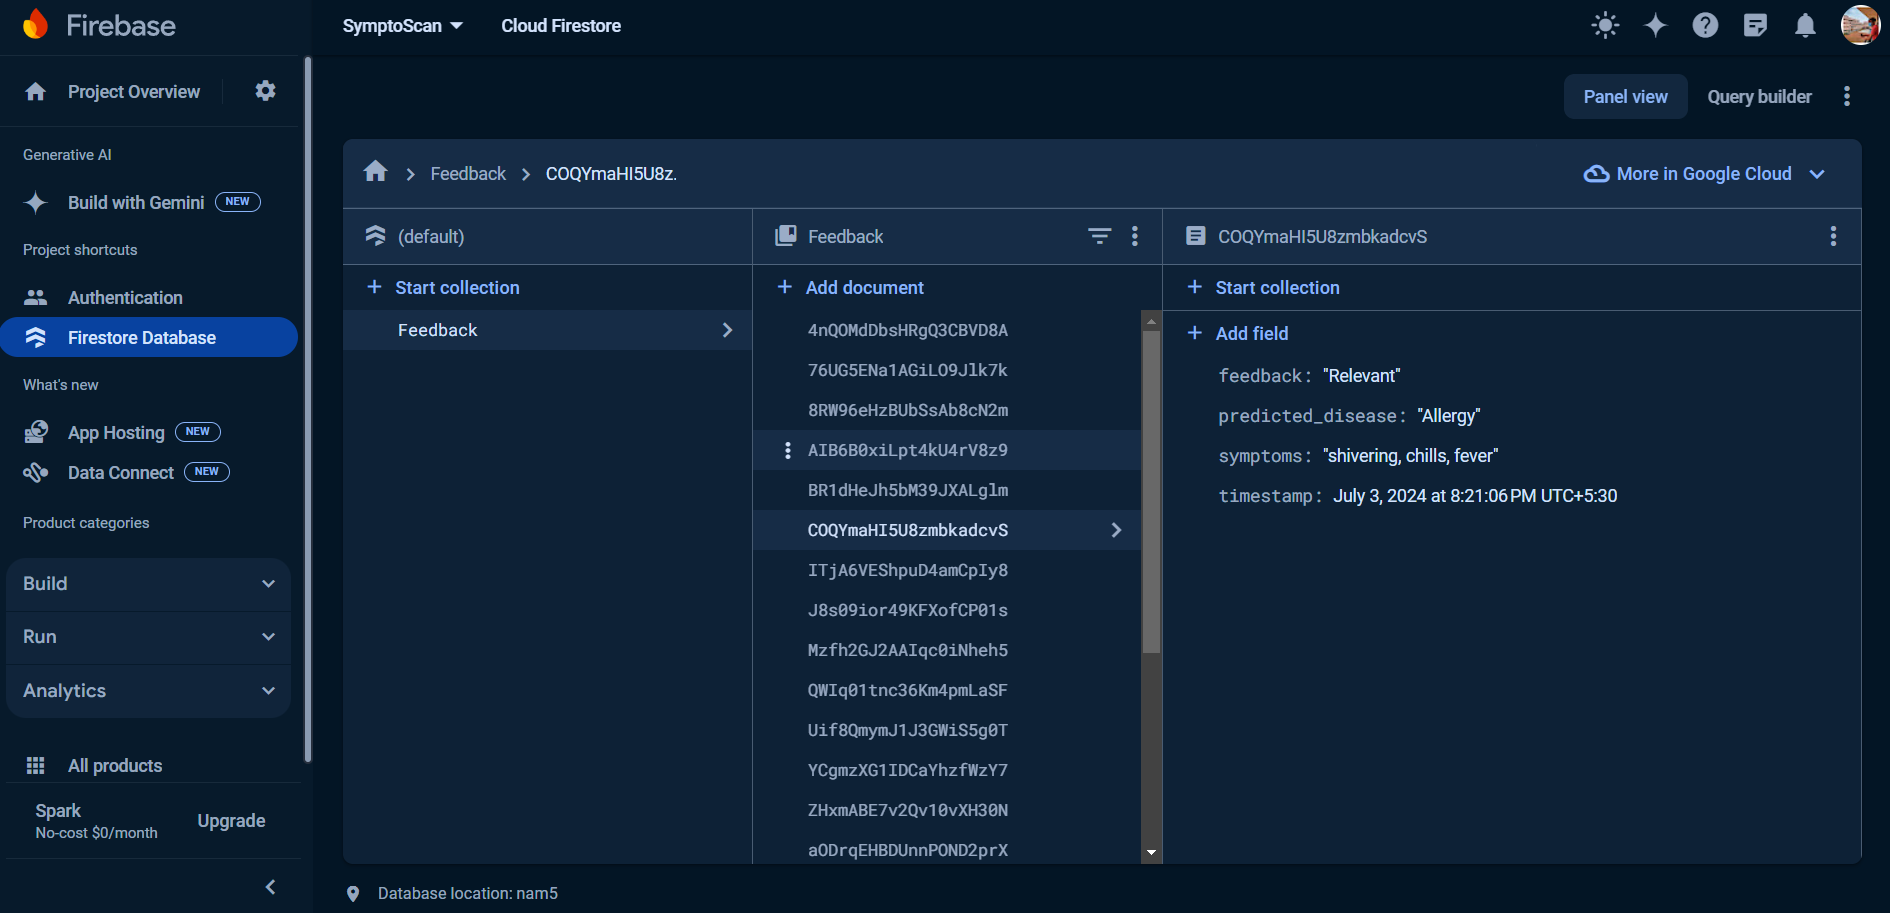 Firebase
SymptoScan
Cloud Firestore
Project Overview
Generative AI
Build with Gemini NEW
Project shortcuts
Authentication
Firestore Database
What's new
App Hosting NEW
Data Connect NEW
Product categories
Build
Run
Analytics
All products
Spark
No-cost $0/month
Upgrade
Panel view
Query builder
Feedback
COQYmaHI5U8z.
More in Google Cloud
(default)
+ Start collection
Feedback
Feedback
+ Add document
4nQOMdDbsHRgQ3CBVD8A
76UG5ENa1AGiLO9Jlk7k
8RW96eHzBUbSsAb8cN2m
AIB6B0xiLpt4kU4rV8z9
BR1dHeJh5bM39JXALglm
COQYmaHI5U8zmbkadcvS
ITjA6VEShpuD4amCpIy8
J8s09ior49KFXofCP01s
Mzfh2GJ2AAIqc0iNheh5
QWIq01tnc36Km4pmLaSF
Uif8QmymJ1J3GWiS5g0T
YCgmzXG1IDCaYhzfWzY7
ZHxmABE7v2Qv10vXH30N
aODrqEHBDUnnPOND2prX
COQYmaHI5U8zmbkadcvS
+ Start collection
+ Add field
feedback: "Relevant"
predicted_disease: "Allergy"
symptoms: "shivering, chills, fever"
timestamp: July 3, 2024 at 8:21:06 PM UTC+5:30
Database location: nam5